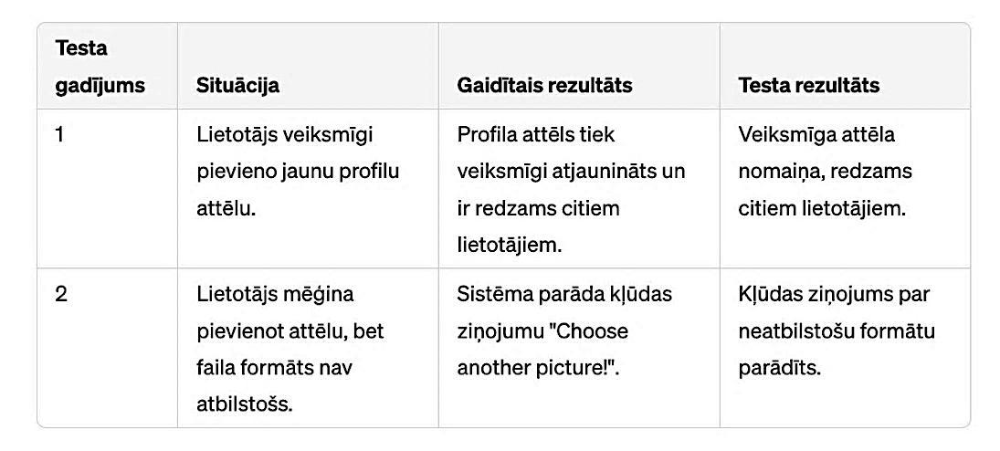 Testa
gadījums
Situācija
Gaidītais rezultāts
Testa rezultāts
1
Lietotājs veiksmīgi
pievieno jaunu profilu
attēlu.
Profila attēls tiek
veiksmīgi atjaunināts un
ir redzams citiem
lietotājiem.
Veiksmīga attēla
nomaiņa, redzams
citiem lietotājiem.
2
Lietotājs mēģina
pievienot attēlu, bet
faila formāts nav
atbilstošs.
Sistēma parāda kļūdas
ziņojumu "Choose
another picture!".
Kļūdas ziņojums par
neatbilstošu formātu
parādīts.